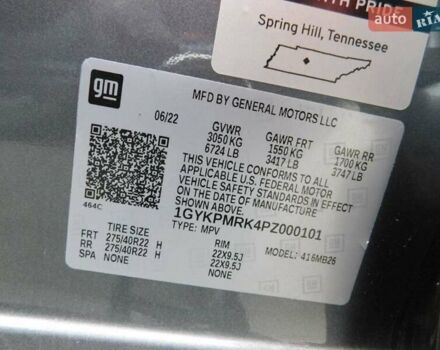 PRIDE
Spring Hill, Tennessee
auto RIA
gm
MFD BY GENERAL MOTORS LLC
06/22
GVWR GAWR FRT GAWR RR
3050 KG 1550 KG 1700 KG
6724 LB 3417 LB 3747 LB
THIS VEHICLE CONFORMS TO ALL
APPLICABLE U.S. FEDERAL MOTOR
VEHICLE SAFETY STANDARDS IN EFFECT
ON THE DATE OF MANUFACTURE
SHOWN ABOVE.
1GYKPMRK4PZ000101
464C
TYPE: MPV
MODEL: 416MB26
TIRE SIZE RIM
FRT 275/40R22 H 22X9.5J
RR 275/40R22 H 22X9.5J
SPA NONE NONE